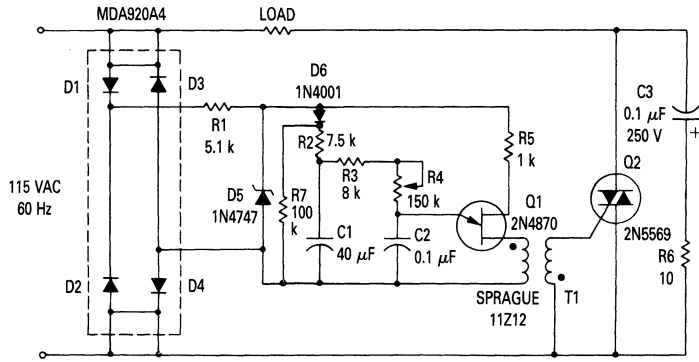 MDA920A4
LOAD
D1
D3
D6
1N4001
C3
0.1 μF
250 V
+
R1
5.1 k
R2
7.5 k
R5
1 k
R3
8 k
R4
150 k
Q2
115 VAC
60 Hz
D5
1N4747
R7
100
k
Q1
2N4870
2N5569
C1
40 μF
C2
0.1 μF
D2
D4
R6
10
SPRAGUE
11Z12
T1